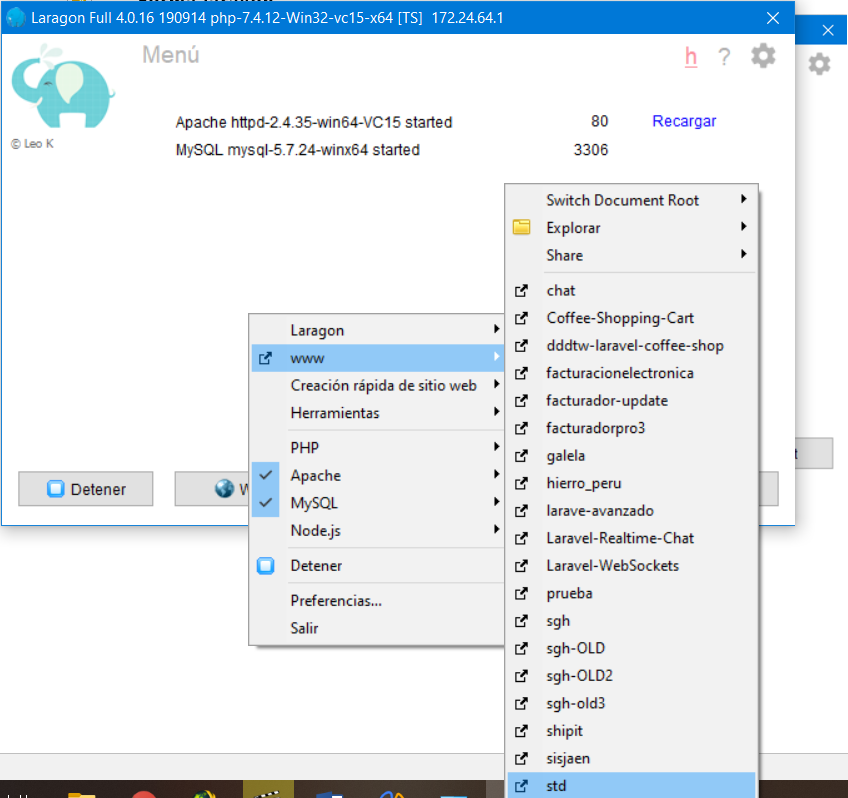 Laragon Full 4.0.16 190914 php-7.4.12-Win32-vc15-x64 [TS] 172.24.64.1
Menú
h ?
© Leo K
Apache httpd-2.4.35-win64-VC15 started 80 Recargar
MySQL mysql-5.7.24-winx64 started 3306
Detener
Laragon
www
Creación rápida de sitio web
Herramientas
PHP
Apache
MySQL
Node.js
Detener
Preferencias...
Salir
Switch Document Root
Explorar
Share
chat
Coffee-Shopping-Cart
dddtw-laravel-coffee-shop
facturacionelectronica
facturador-update
facturadorpro3
galela
hierro_peru
larave-avanzado
Laravel-Realtime-Chat
Laravel-WebSockets
prueba
sgh
sgh-OLD
sgh-OLD2
sgh-old3
shipit
sisjaen
std